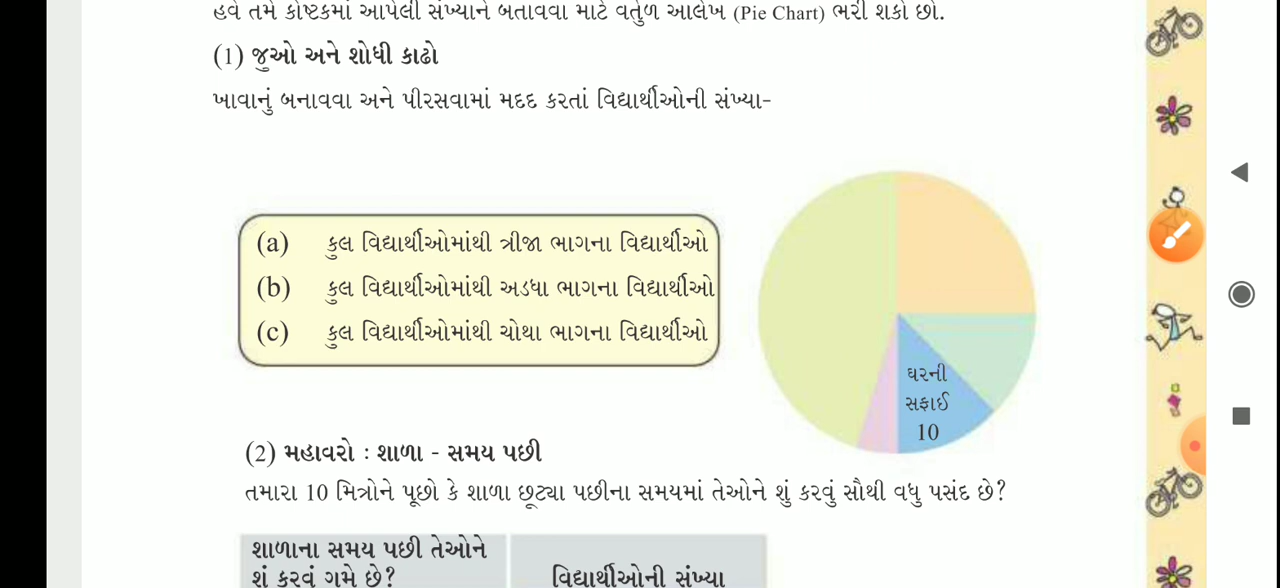 હવે તમે કોષ્ટકમાં આપેલી સંખ્યાને બતાવવા માટે વર્તુળ આલેખ (Pie Chart) ભરી શકો છો.
(1) જુઓ અને શોધી કાઢો
ખાવાનું બનાવવા અને પીરસવામાં મદદ કરતાં વિદ્યાર્થીઓની સંખ્યા-
(a) કુલ વિદ્યાર્થીઓમાંથી ત્રીજા ભાગના વિદ્યાર્થીઓ
(b) કુલ વિદ્યાર્થીઓમાંથી અડધા ભાગના વિદ્યાર્થીઓ
(c) કુલ વિદ્યાર્થીઓમાંથી ચોથા ભાગના વિદ્યાર્થીઓ
ઘરની
સફાઈ
10
(2) મહાવરો : શાળા - સમય પછી
તમારા 10 મિત્રોને પૂછો કે શાળા છૂટ્યા પછીના સમયમાં તેઓને શું કરવું સૌથી વધુ પસંદ છે?
શાળાના સમય પછી તેઓને
શું કરવું ગમે છે?
વિદ્યાર્થીઓની સંખ્યા